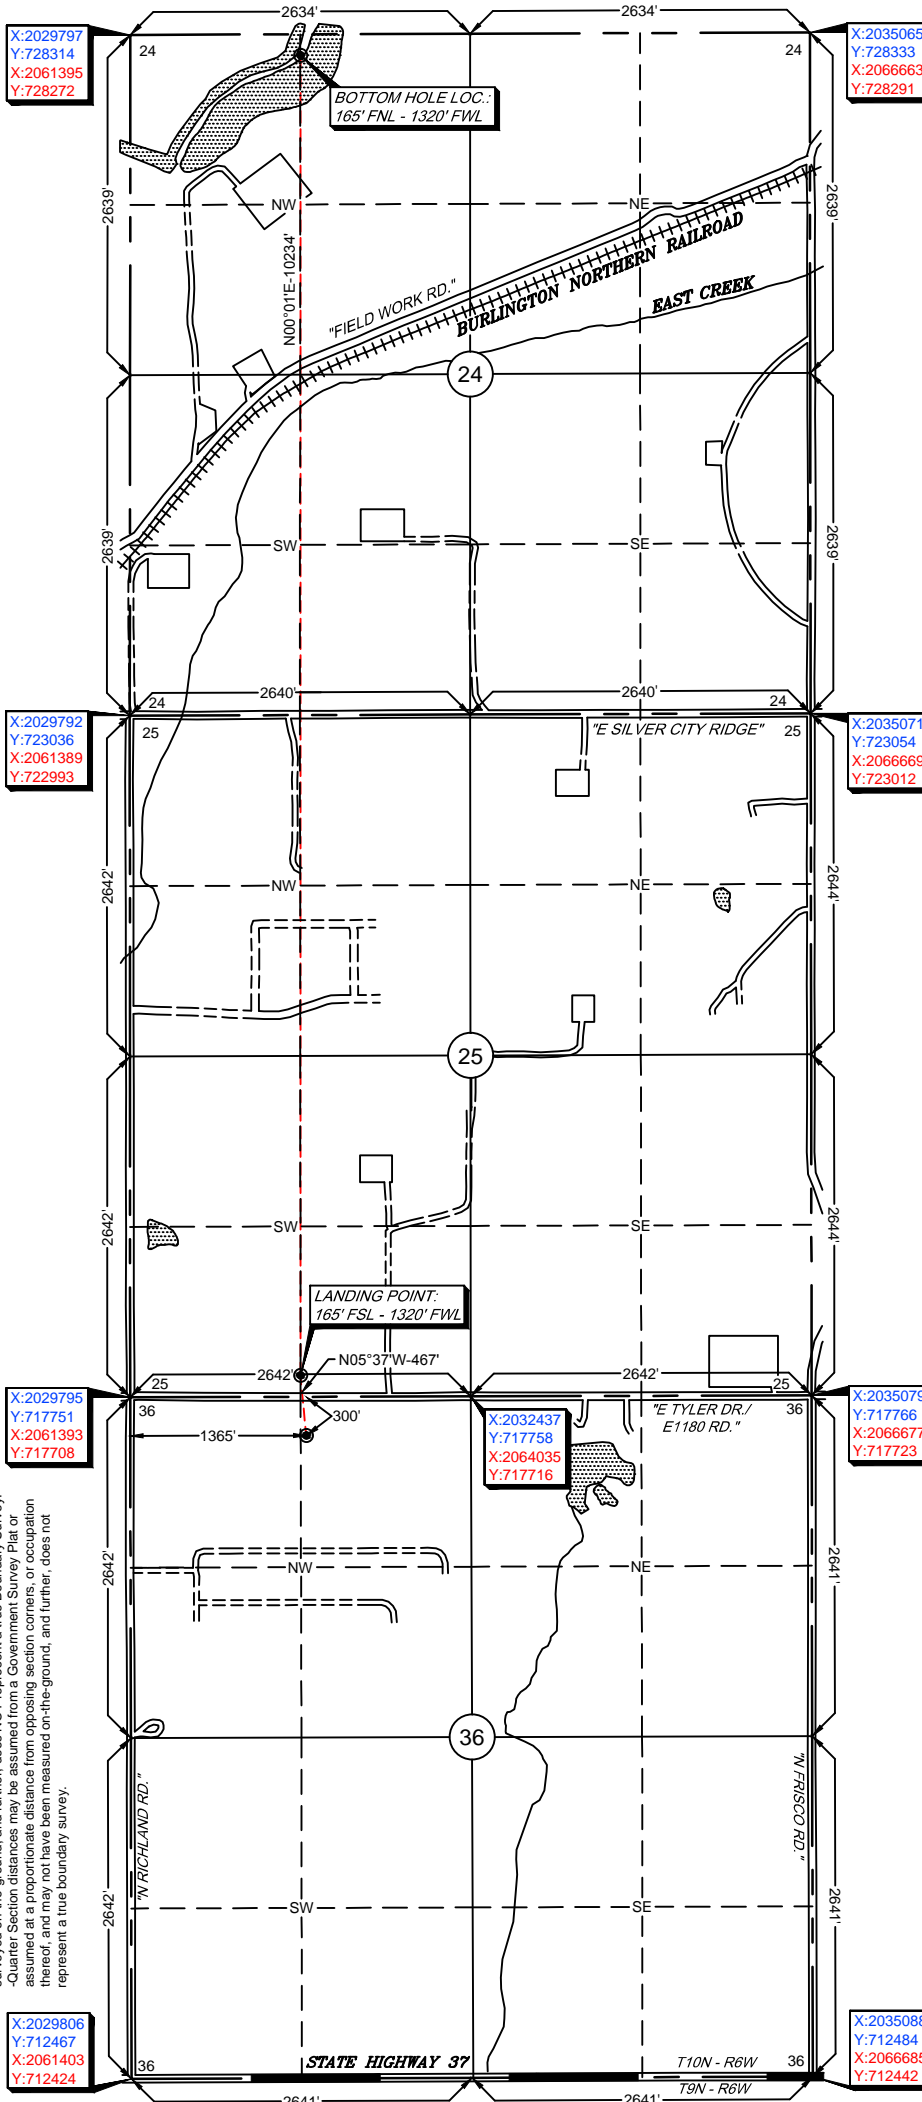 2634'
2634'
X:2029797
Y:728314
X:2061395
Y:728272
24
24
X:2035065
Y:728333
X:2066663
Y:728291
BOTTOM HOLE LOC.:
165' FNL - 1320' FWL
2639'
2639'
NW
NE
N00°01'E-10234'
"FIELD WORK RD."
BURLINGTON NORTHERN RAILROAD
EAST CREEK
24
2639'
2639'
SW
SE
2640'
2640'
24
24
X:2029792
Y:723036
X:2061389
Y:722993
25
"E SILVER CITY RIDGE"
25
X:2035071
Y:723054
X:2066669
Y:723012
2642'
2644'
NW
NE
25
2642'
2644'
SW
SE
LANDING POINT:
165' FSL - 1320' FWL
N05°37'W-467'
2642'
2642'
25
25
X:2029795
Y:717751
X:2061393
Y:717708
36
300'
1365'
X:2032437
Y:717758
X:2064035
Y:717716
"E TYLER DR./
E1180 RD."
36
X:2035079
Y:717766
X:2066677
Y:717723
-Quarter Section distances may be assumed from a Government Survey Plat or
assumed at a proportionate distance from opposing section corners, or occupation
thereof, and may not have been measured on-the-ground, and further, does not
represent a true boundary survey.
2642'
2641'
NW
NE
36
"N RICHLAND RD."
"N FRISCO RD."
2642'
2641'
SW
SE
X:2029806
Y:712467
X:2061403
Y:712424
36
STATE HIGHWAY 37
T10N - R6W
36
T9N - R6W
X:2035088
Y:712484
X:2066685
Y:712442
2641'
2641'